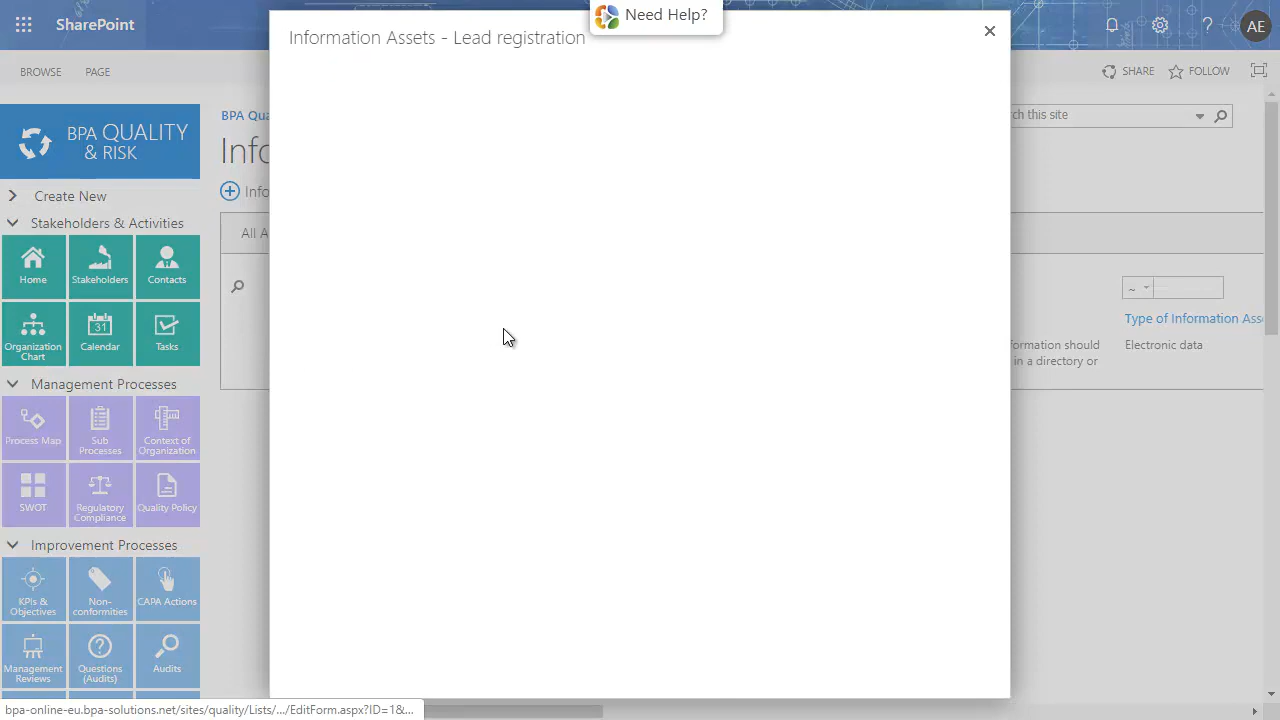 SharePoint
Need Help?
AE
Information Assets - Lead registration
BROWSE PAGE
SHARE FOLLOW
BPA QUALITY
& RISK
BPA Qua
ch this site
Info
Info
Create New
Stakeholders & Activities
All A
Home
Stakeholders
Contacts
Type of Information Ass
Organization
Chart
Calendar
Tasks
formation should
in a directory or
Electronic data
Management Processes
Process Map
Sub
Processes
Context of
Organization
SWOT
Regulatory
Compliance
Quality Policy
Improvement Processes
KPIs &
Objectives
Non-
conformities
CAPA Actions
Management
Reviews
Questions
(Audits)
Audits
bpa-online-eu.bpa-solutions.net/sites/quality/Lists/.../EditForm.aspx?ID=1&...